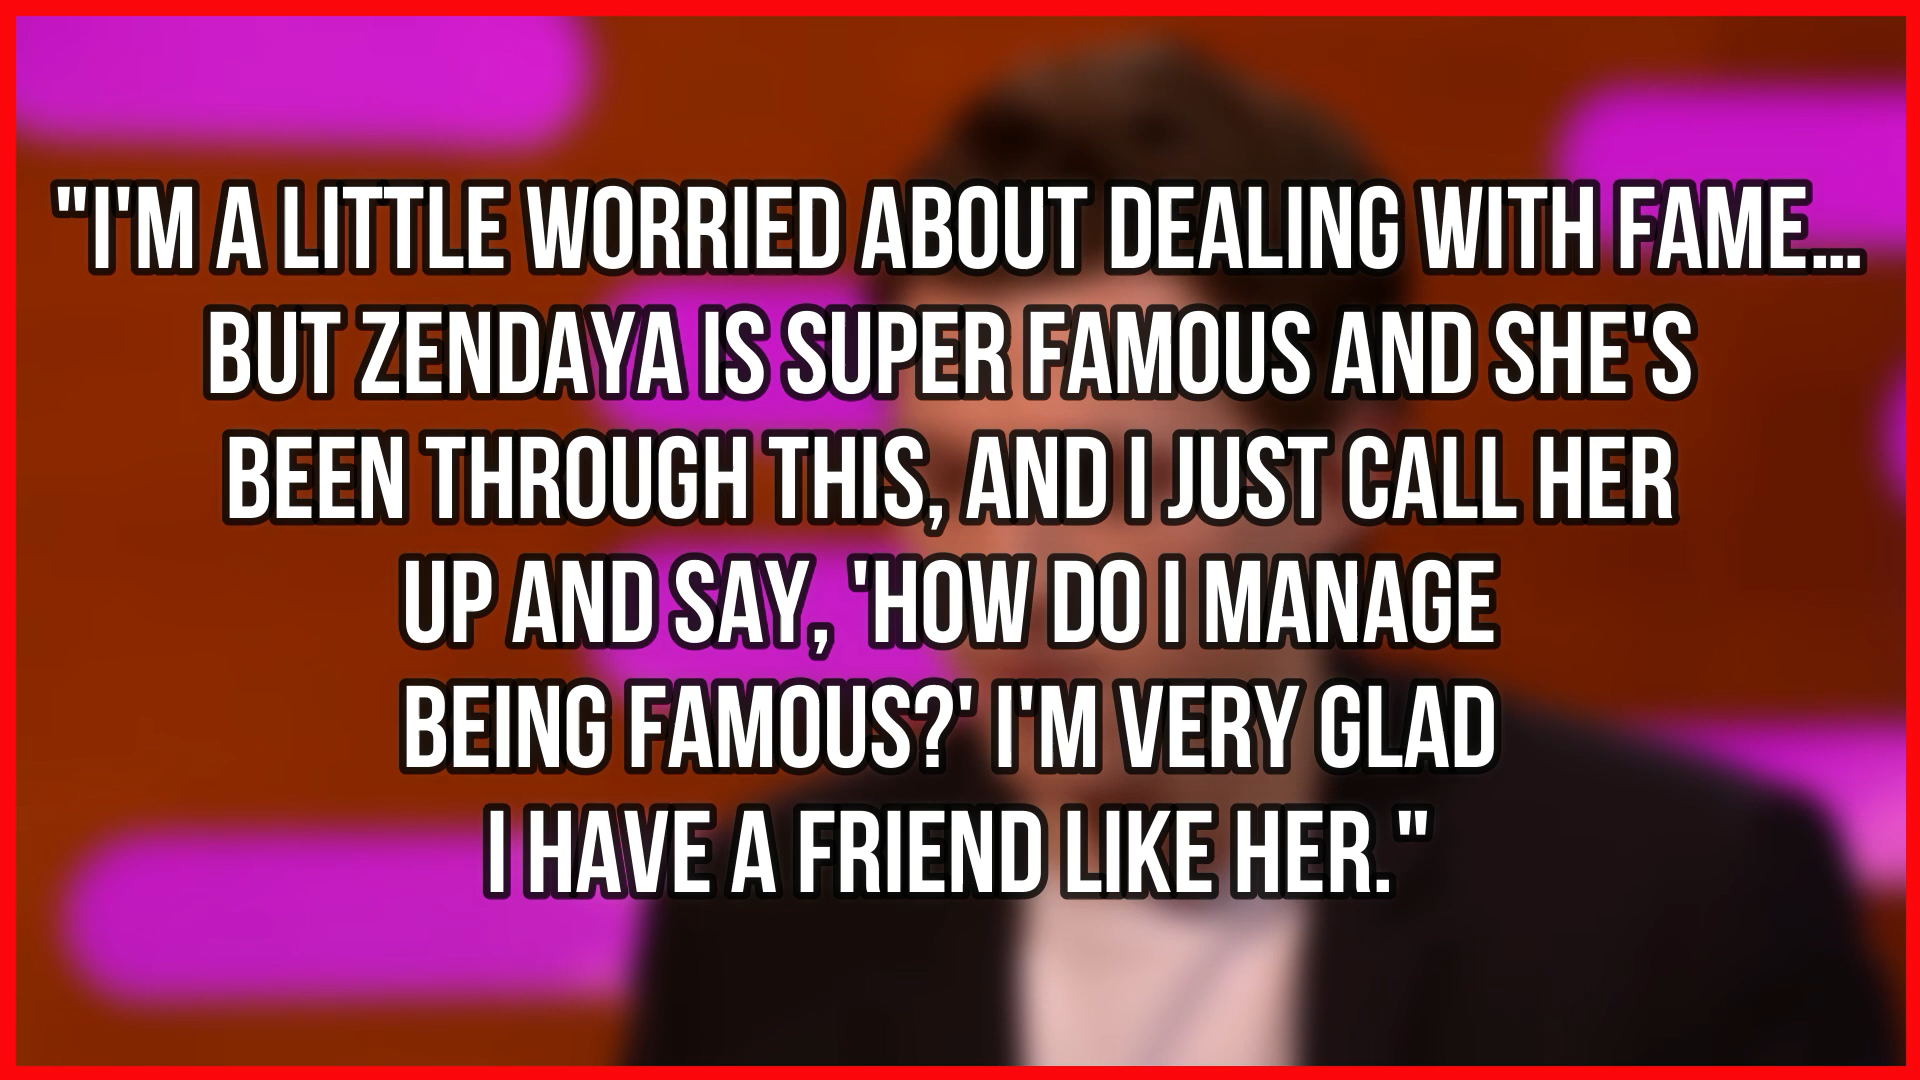 "I'M A LITTLE WORRIED ABOUT DEALING WITH FAME...
BUT ZENDAYA IS SUPER FAMOUS AND SHE'S
BEEN THROUGH THIS, AND I JUST CALL HER
UP AND SAY, 'HOW DO I MANAGE
BEING FAMOUS?' I'M VERY GLAD
I HAVE A FRIEND LIKE HER."